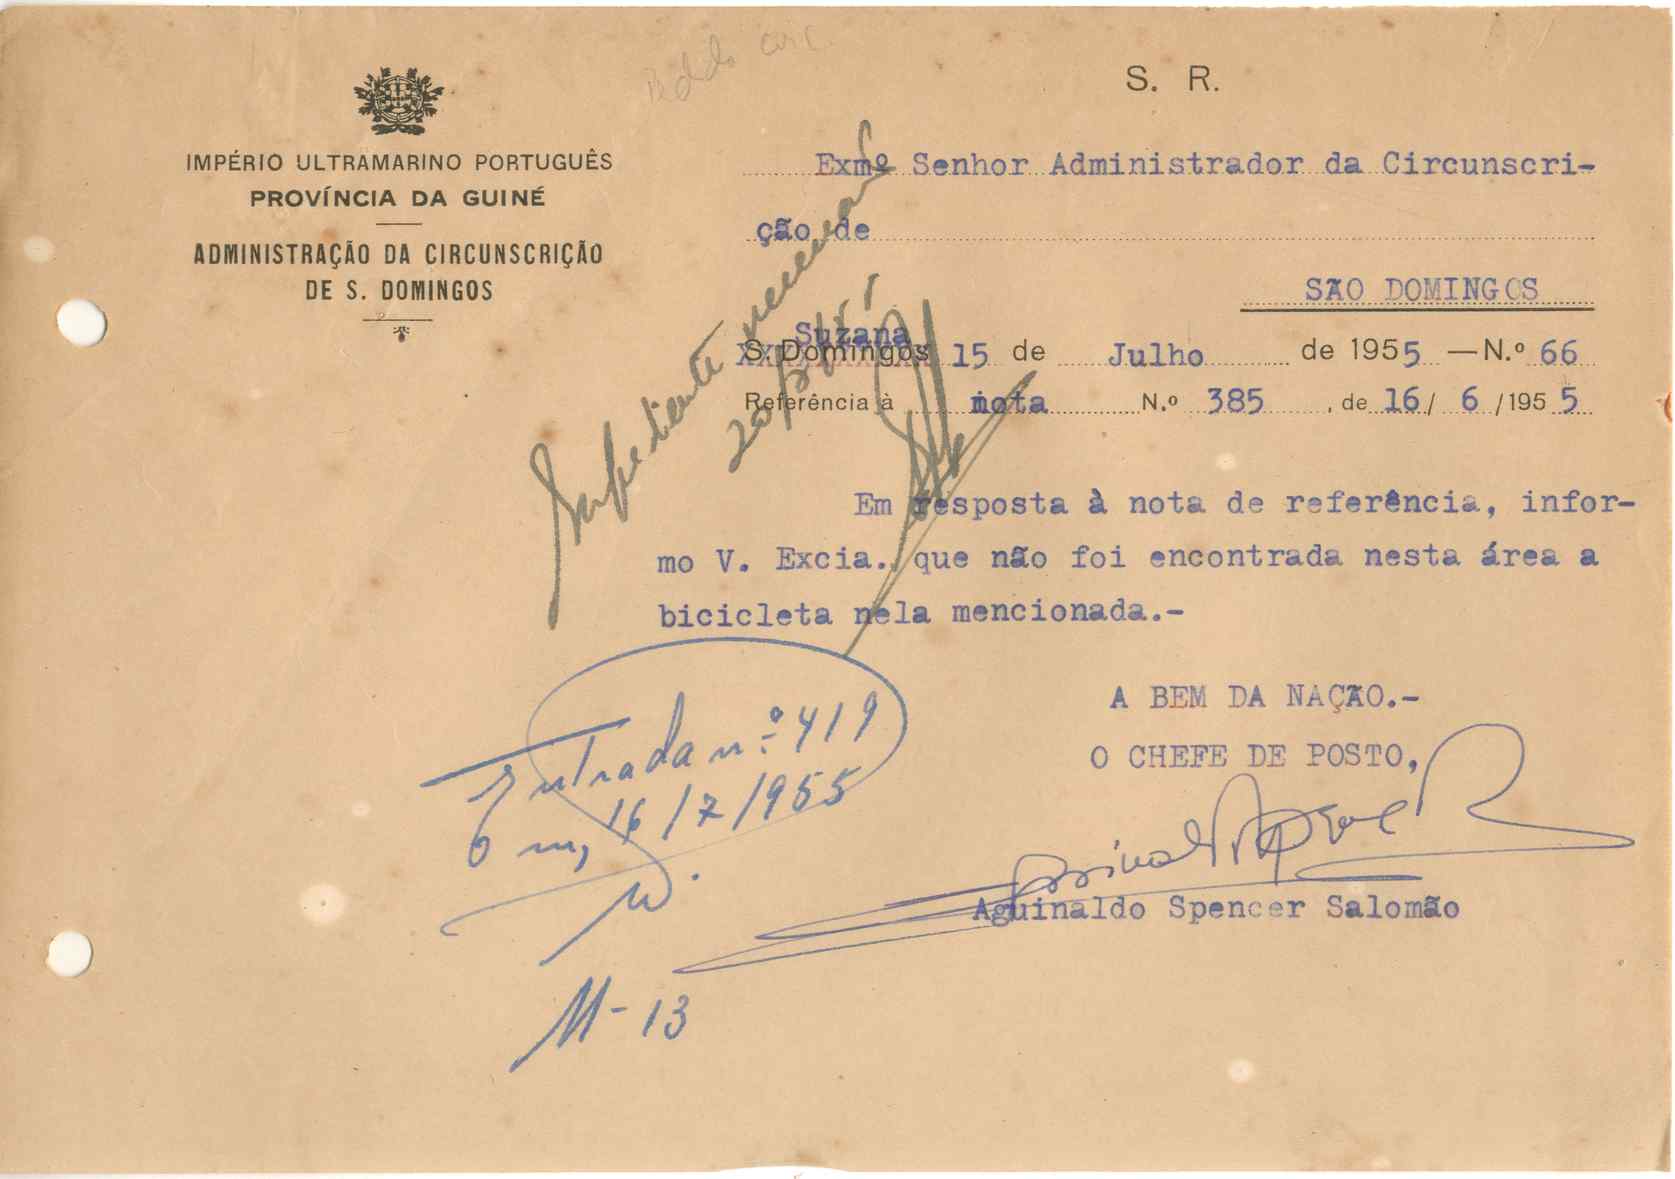 S. R.
IMPÉRIO ULTRAMARINO PORTUGUÊS
PROVÍNCIA DA GUINÉ
ADMINISTRAÇÃO DA CIRCUNSCRIÇÃO
DE S. DOMINGOS
Exmº Senhor Administrador da Circunscri-
ção de
SÃO DOMINGOS
Suzana
S. Domingos 15 de Julho de 1955 — N.º 66
Referência à nota N.º 385, de 16/ 6 /1955
Em resposta à nota de referência, infor-
mo V. Excia. que não foi encontrada nesta área a
bicicleta nela mencionada.-
A BEM DA NAÇÃO.-
O CHEFE DE POSTO,
Aguinaldo Spencer Salomão
Entrada n.º 419
Em, 16/7/1955
M-13